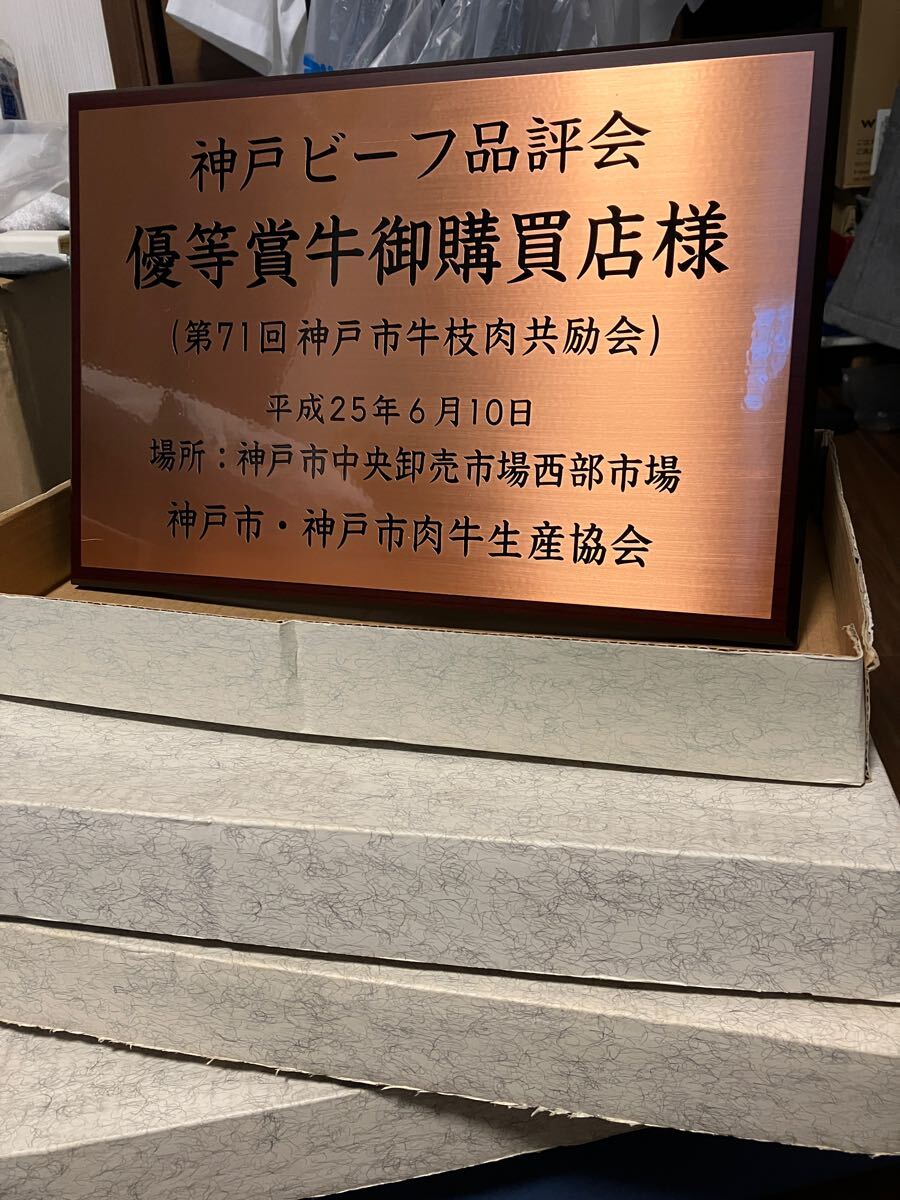 神戸ビーフ品評会
優等賞牛御購買店様
(第71回神戸市牛枝肉共励会)
平成25年6月10日
場所：神戸市中央卸売市場西部市場
神戸市・神戸市肉牛生産協会